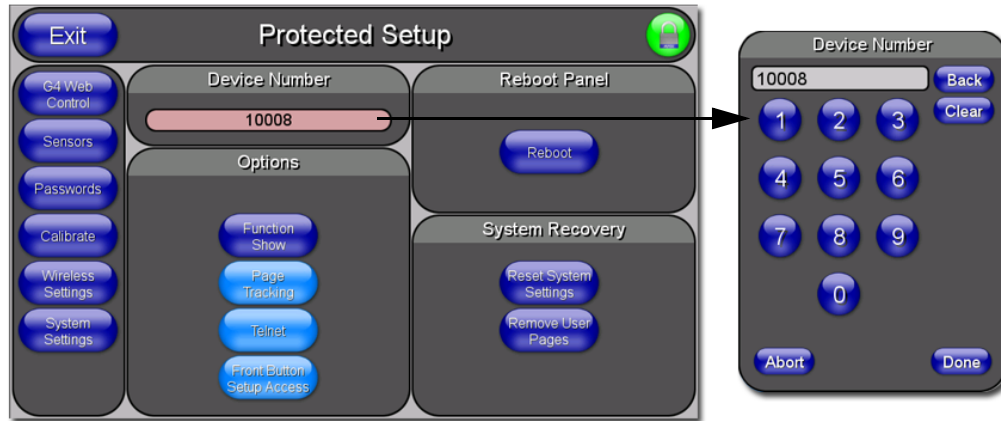 Exit
Protected Setup
G4 Web
Control
Sensors
Passwords
Calibrate
Wireless
Settings
System
Settings
Device Number
10008
Options
Function
Show
Page
Tracking
Telnet
Front Button
Setup Access
Reboot Panel
Reboot
System Recovery
Reset System
Settings
Remove User
Pages
Device Number
10008
Back
Clear
1 2 3
4 5 6
7 8 9
0
Abort
Done